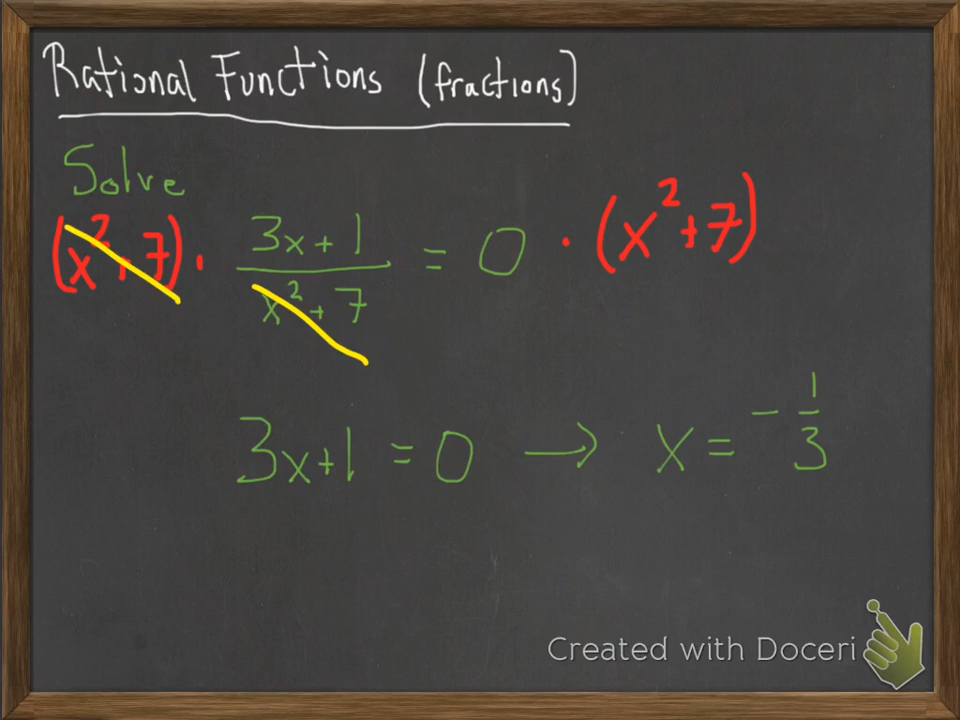 Rational Functions (fractions)
Solve
(x²+7) · (3x+1)/(x²+7) = 0 · (x²+7)
3x+1 = 0 → x = -1/3
Created with Doceri